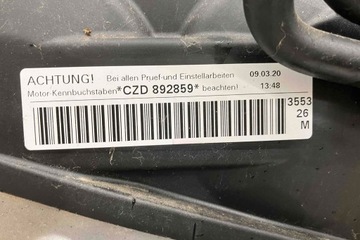 ACHTUNG! Bei allen Pruef-und Einstellarbeiten 09.03.20
Motor-Kennbuchstaben *CZD 892859* beachten! 13:48
3553
26
M